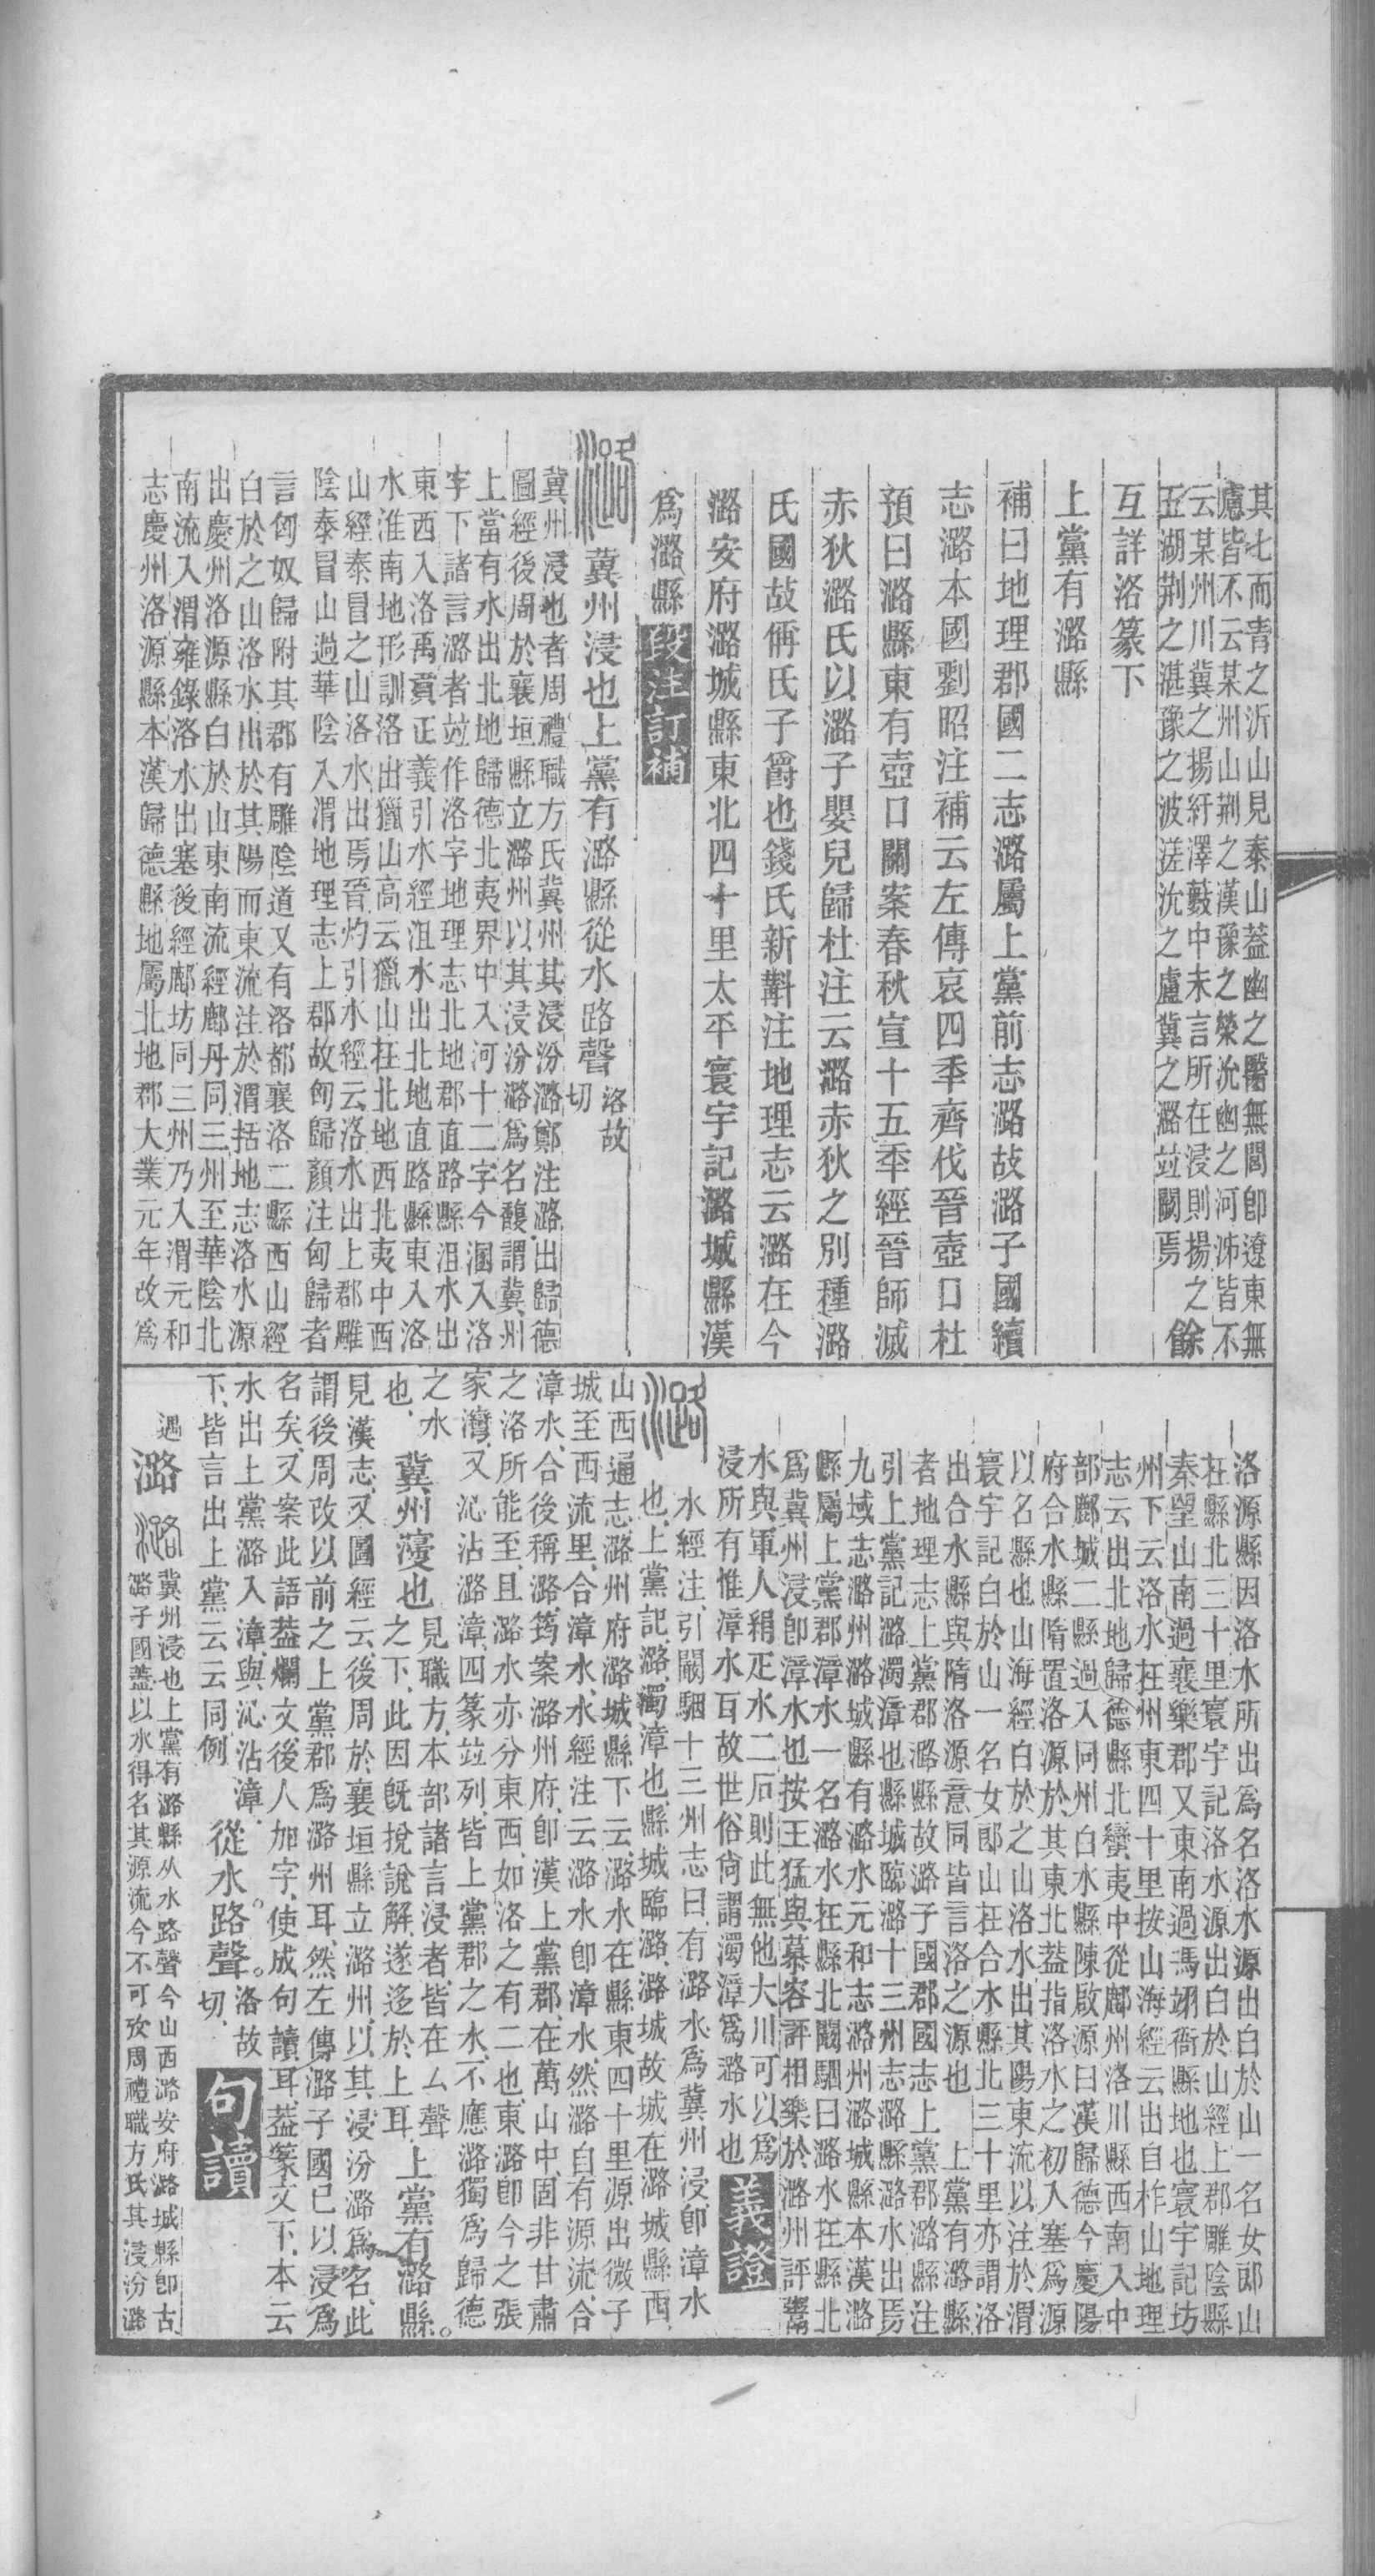 其七而青之沂山見泰山葢幽之醫無閭卽遼東無
慮皆不云某州山荆之漢豫之滎沇幽之河泲皆不
云某州川冀之揚紆澤藪中未言所在浸則揚之
五湖荆之湛豫之波溠沇之盧冀之潞竝闕焉餘
互詳洛篆下
上黨有潞縣
補曰地理郡國二志潞屬上黨前志潞故潞子國續
志潞本國劉昭注補云左傳哀四年齊伐晉壺口杜
預曰潞縣東有壺口關案春秋宣十五年經晉師滅
赤狄潞氏以潞子嬰兒歸杜注云潞赤狄之別種潞
氏國故侢氏子爵也錢氏新斠注地理志云潞在今
潞安府潞城縣東北四十里太平寰宇記潞城縣漢
爲潞縣段注訂補
冀州浸也上黨有潞縣從水路聲洛故切
冀州浸也者周禮職方氏冀州其浸汾潞鄭注潞出歸德
圖經後周於襄垣縣立潞州以其浸汾潞爲名馥謂冀州
上當有水出北地歸德北夷界中入河十二字今溷入洛
字下諸言潞者竝作洛字地理志北地郡直路縣沮水出
東西入洛禹貢正義引水經沮水出北地直路縣東入洛
水淮南地形訓洛出獵山高云獵山在北地西北夷中西
山經泰冒之山洛水出焉晉灼引水經云洛水出上郡雕
陰泰冒山過華陰入渭地理志上郡故匈歸顏注匈歸者
言匈奴歸附其郡有雕陰道又有洛都襄洛二縣西山經
白於之山洛水出於其陽而東流注於渭括地志洛水源
出慶州洛源縣白於山東南流經鄜丹同三州至華陰北
南流入渭雍錄洛水出塞後經鄜坊同三州乃入渭元和
志慶州洛源縣本漢歸德縣地屬北地郡大業元年改爲
洛源縣因洛水所出爲名洛水源出白於山一名女郎山
在縣北三十里寰宇記洛水源出白於山經上郡雕陰縣
秦望山南過襄樂郡又東南過馮翊衙縣地也寰宇記坊
州下云洛水在州東四十里按山海經云出自柞山地理
志云出北地歸德縣北蠻夷中從鄜州洛川縣西南入中
部鄜城二縣過入同州白水縣陳啟源曰漢歸德今慶陽
府合水縣隋置洛源於其東北葢指洛水之初入塞爲源
以名縣也山海經白於之山洛水出其陽東流以注於渭
寰宇記白於山一名女郎山在合水縣北三十里亦謂洛
出合水縣與隋洛源意同皆言洛之源也　上黨有潞縣
者地理志上黨郡潞縣故潞子國郡國志上黨郡潞縣注
引上黨記潞濁漳也縣城臨潞十三州志潞縣潞水出焉
九域志潞州潞城縣有潞水元和志潞州潞城縣本漢潞
縣屬上黨郡漳水一名潞水在縣北闞駰曰潞水在縣北
爲冀州浸卽漳水也按王猛與慕容評相樂於潞州評鬻
水與軍人絹疋水二石則此無他大川可以爲
浸所有惟漳水百故世俗尙謂濁漳爲潞水也義證
水經注引闞駰十三州志曰有潞水爲冀州浸卽漳水
也上黨記潞濁漳也縣城臨潞潞城故城在潞城縣西
山西通志潞州府潞城縣下云潞水在縣東四十里源出微子
城至西流里合漳水水經注云潞水卽漳水然潞自有源流合
漳水合後稱潞筠案潞州府卽漢上黨郡在萬山中固非甘肅
之洛所能至且潞水亦分東西如洛之有二也東潞卽今之張
家灣又沁沾潞漳四篆竝列皆上黨郡之水不應潞獨爲歸德
之水也
冀州濅也見職方本部諸言浸者皆在厶聲之下此因旣挩說解遂迻於上耳上黨有潞縣
見漢志又圖經云後周於襄垣縣立潞州以其浸汾潞爲名此
謂後周改以前之上黨郡爲潞州耳然左傳潞子國已以浸爲
名矣又案此語葢爛文後人加字使成句讀耳葢篆文下本云
水出上黨潞入漳與沁沾漳
下皆言出上黨云云同例從水路聲洛故切句讀
過潞冀州浸也上黨有潞縣从水路聲今山西潞安府潞城縣卽古
潞子國蓋以水得名其源流今不可攷周禮職方氏其浸汾潞